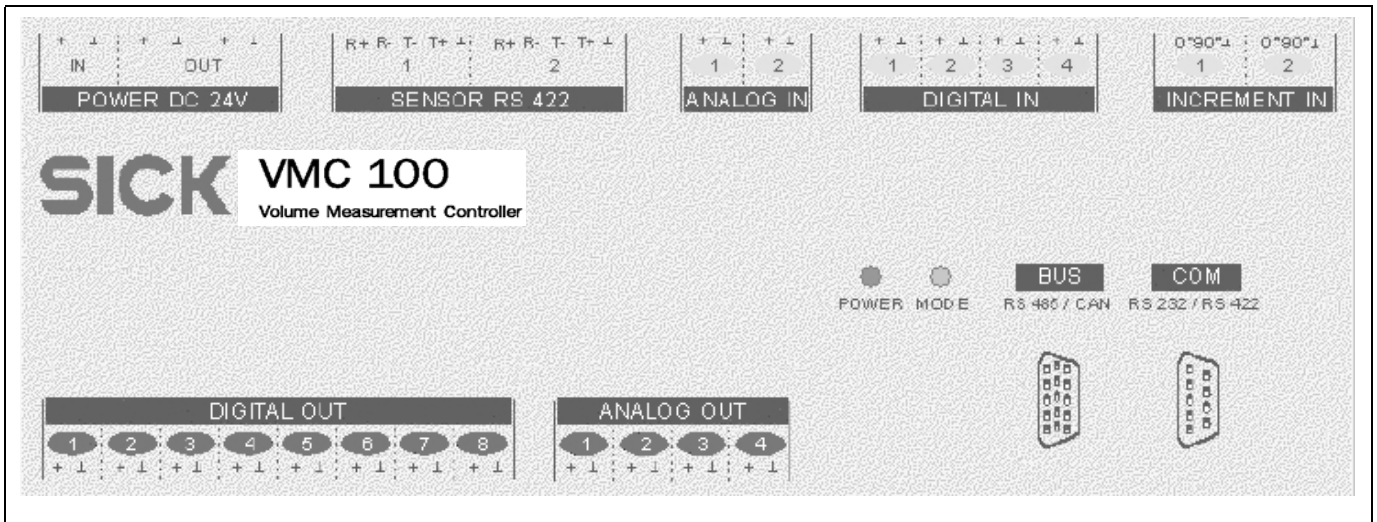 + ⊥ + ⊥ + ⊥
IN OUT
POWER DC 24V
R+ R- T- T+ ⊥ R+ R- T- T+ ⊥
1 2
SENSOR RS 422
+ ⊥ + ⊥
1 2
ANALOG IN
+ ⊥ + ⊥ + ⊥ + ⊥
1 2 3 4
DIGITAL IN
0°90°⊥ 0°90°⊥
1 2
INCREMENT IN
SICK
VMC 100
Volume Measurement Controller
POWER MODE
BUS
RS 485 / CAN
COM
RS 232 / RS 422
DIGITAL OUT
1 2 3 4 5 6 7 8
+ ⊥ + ⊥ + ⊥ + ⊥ + ⊥ + ⊥ + ⊥ + ⊥
ANALOG OUT
1 2 3 4
+ ⊥ + ⊥ + ⊥ + ⊥